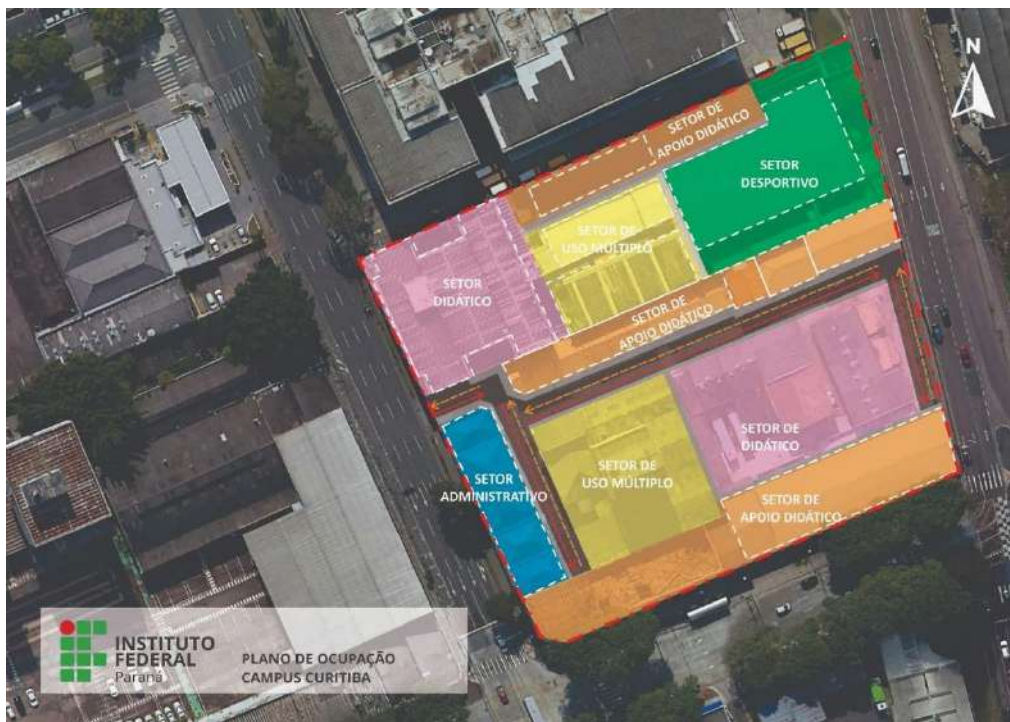 N
SETOR DE
APOIO DIDÁTICO
SETOR
DESPORTIVO
SETOR DE
USO MÚLTIPLO
SETOR
DIDÁTICO
SETOR DE
APOIO DIDÁTICO
SETOR DE
DIDÁTICO
SETOR
ADMINISTRATIVO
SETOR DE
USO MÚLTIPLO
SETOR DE
APOIO DIDÁTICO
INSTITUTO
FEDERAL
Paraná
PLANO DE OCUPAÇÃO
CAMPUS CURITIBA